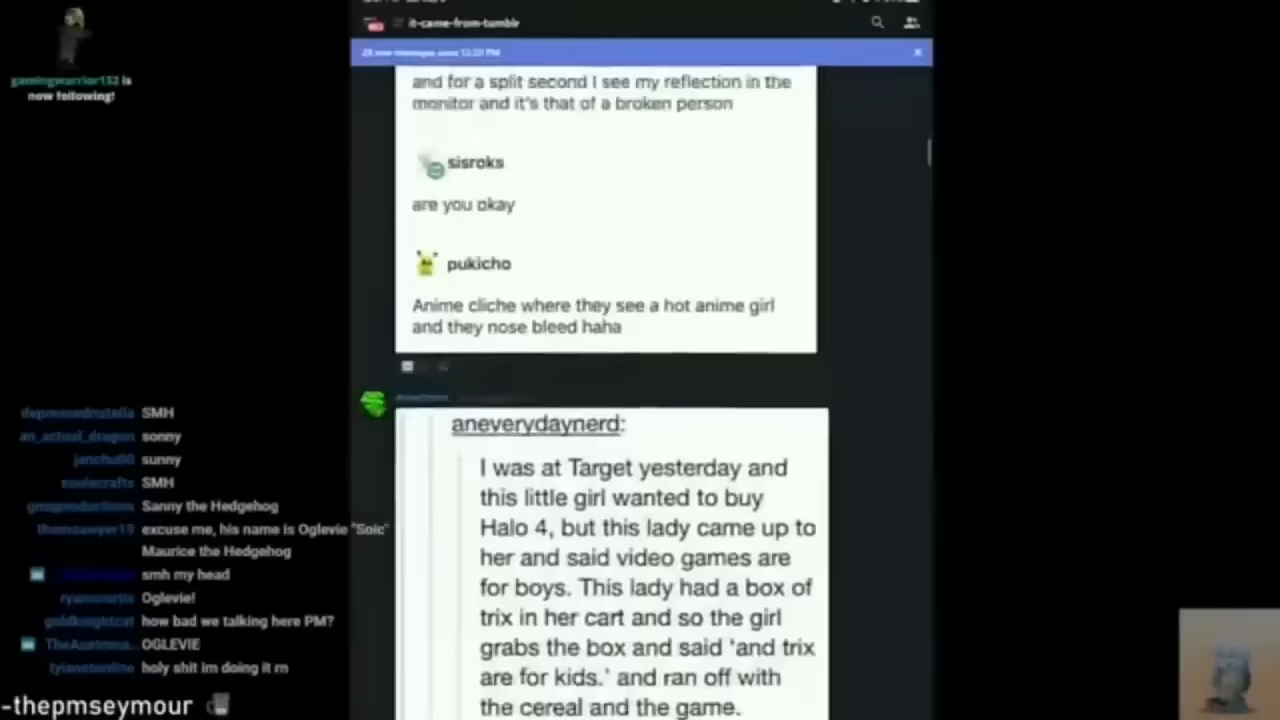 it-came-from-tumblr
gamingwarrior132 is
now following!
and for a split second I see my reflection in the
monitor and it's that of a broken person
sisroks
are you okay
pukicho
Anime cliche where they see a hot anime girl
and they nose bleed haha
aneverydaynerd:
I was at Target yesterday and
this little girl wanted to buy
Halo 4, but this lady came up to
her and said video games are
for boys. This lady had a box of
trix in her cart and so the girl
grabs the box and said 'and trix
are for kids.' and ran off with
the cereal and the game.
SMH
an_actual_dragon sonny
sunny
SMH
Sanny the Hedgehog
thomsawyer19 excuse me, his name is Oglevie "Soic"
Maurice the Hedgehog
smh my head
Oglevie!
goldknightcat how bad we talking here PM?
OGLEVIE
holy shit im doing it rn
-thepmseymour